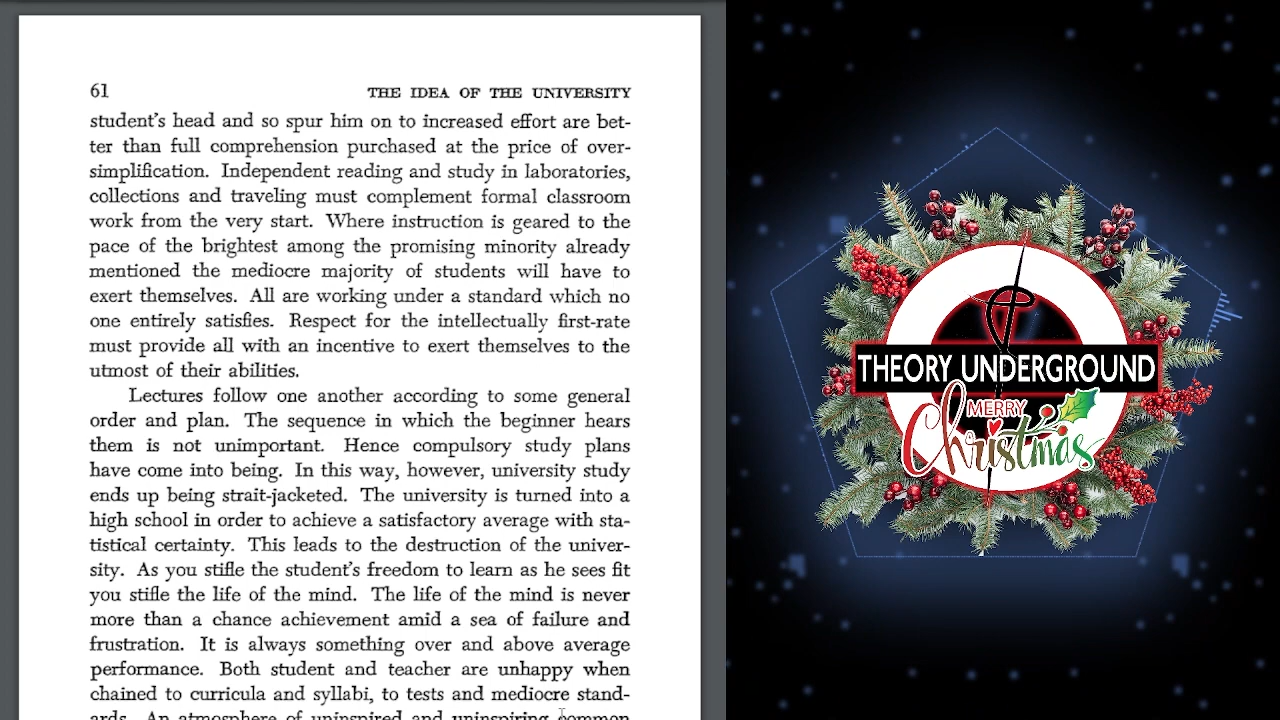 61 THE IDEA OF THE UNIVERSITY
student's head and so spur him on to increased effort are bet-
ter than full comprehension purchased at the price of over-
simplification. Independent reading and study in laboratories,
collections and traveling must complement formal classroom
work from the very start. Where instruction is geared to the
pace of the brightest among the promising minority already
mentioned the mediocre majority of students will have to
exert themselves. All are working under a standard which no
one entirely satisfies. Respect for the intellectually first-rate
must provide all with an incentive to exert themselves to the
utmost of their abilities.
Lectures follow one another according to some general
order and plan. The sequence in which the beginner hears
them is not unimportant. Hence compulsory study plans
have come into being. In this way, however, university study
ends up being strait-jacketed. The university is turned into a
high school in order to achieve a satisfactory average with sta-
tistical certainty. This leads to the destruction of the univer-
sity. As you stifle the student's freedom to learn as he sees fit
you stifle the life of the mind. The life of the mind is never
more than a chance achievement amid a sea of failure and
frustration. It is always something over and above average
performance. Both student and teacher are unhappy when
chained to curricula and syllabi, to tests and mediocre stand-
ards. An atmosphere of uninspired and uninspiring common
THEORY UNDERGROUND
MERRY
Christmas